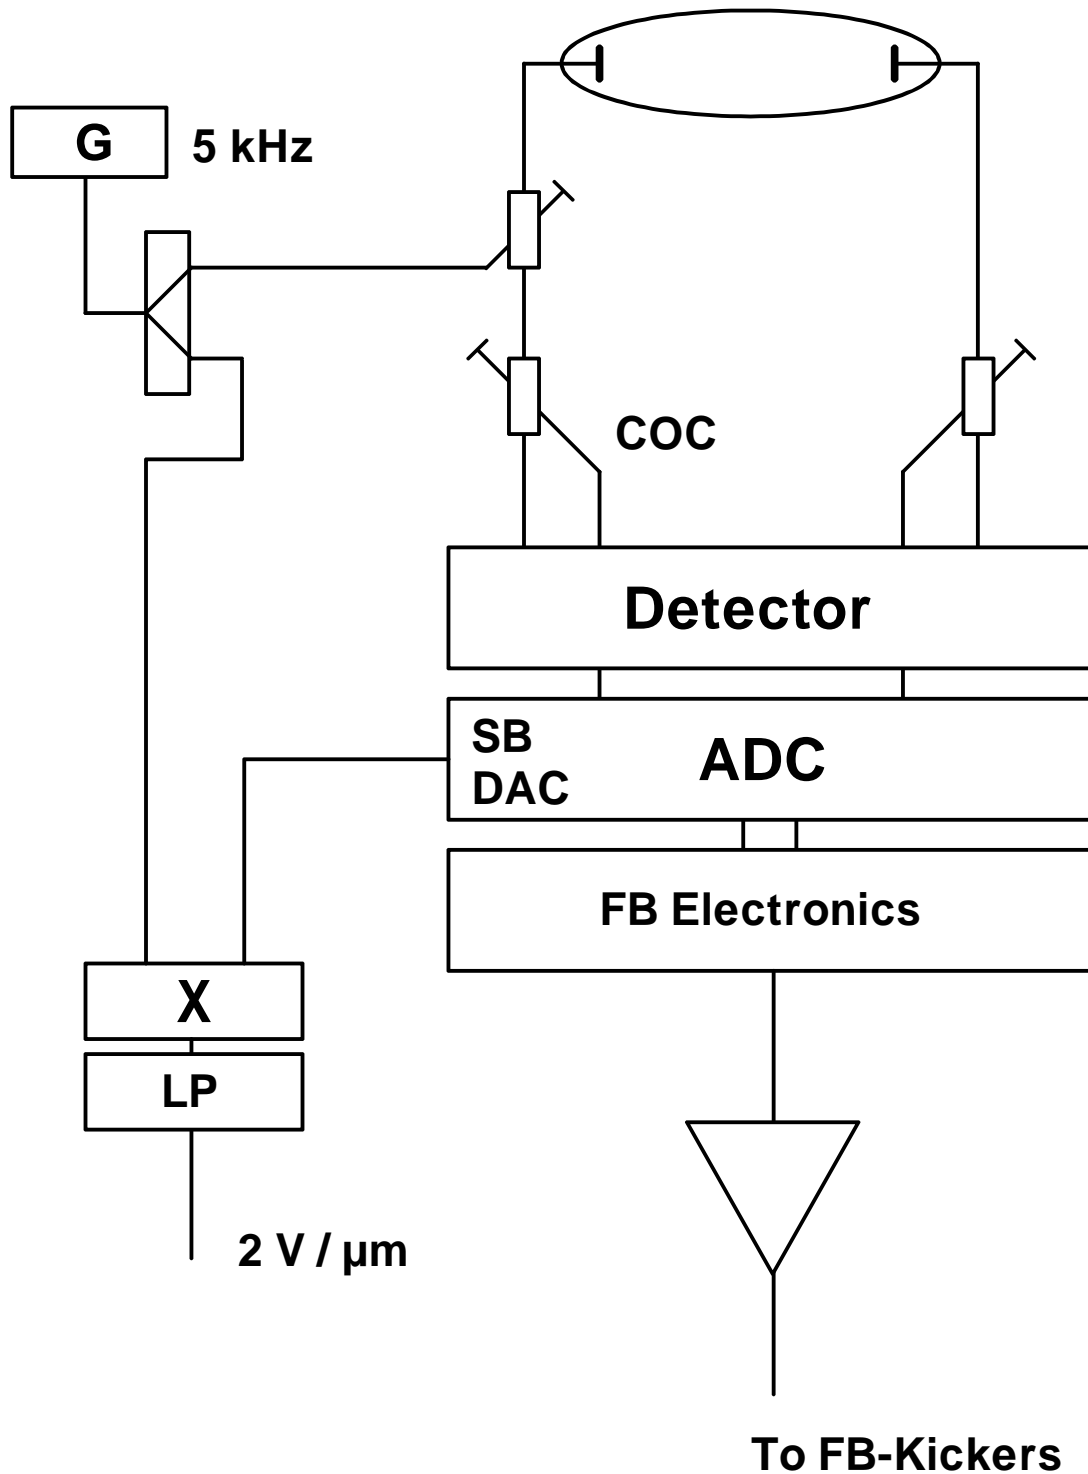 G
5 kHz
COC
Detector
SB
DAC
ADC
FB Electronics
X
LP
2 V / µm
To FB-Kickers